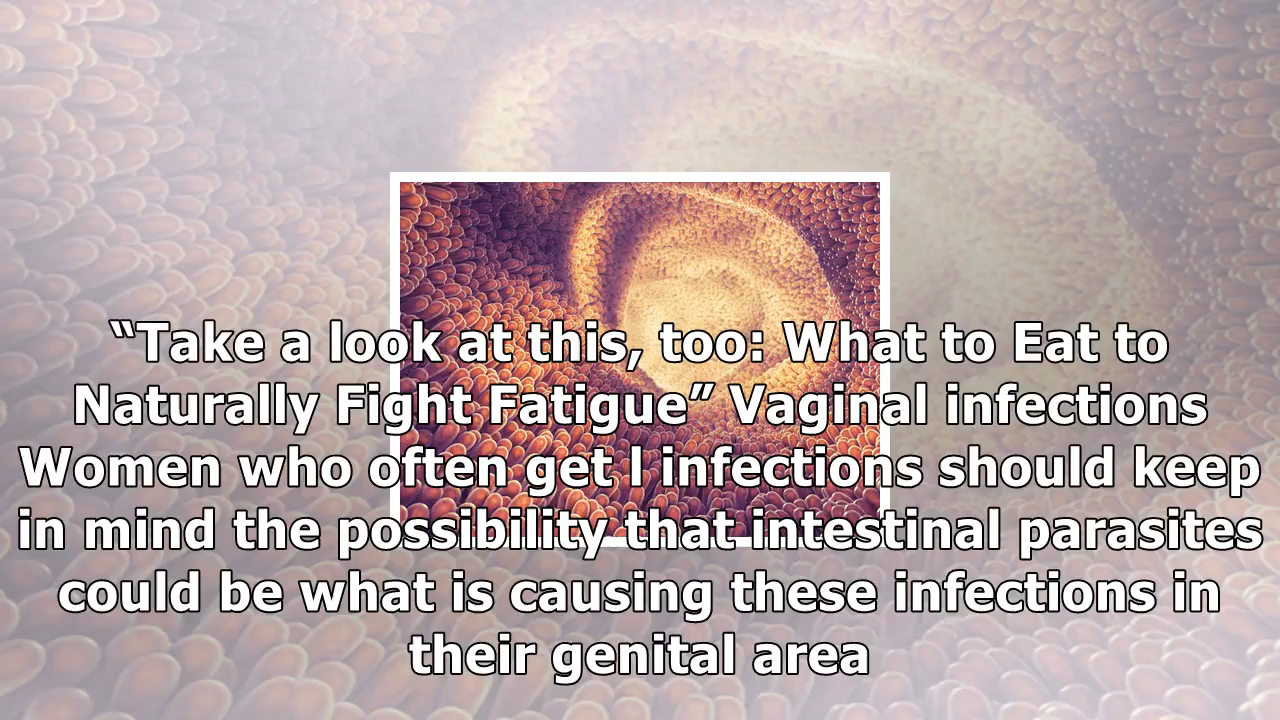 “Take a look at this, too: What to Eat to
Naturally Fight Fatigue” Vaginal infections
Women who often get l infections should keep
in mind the possibility that intestinal parasites
could be what is causing these infections in
their genital area